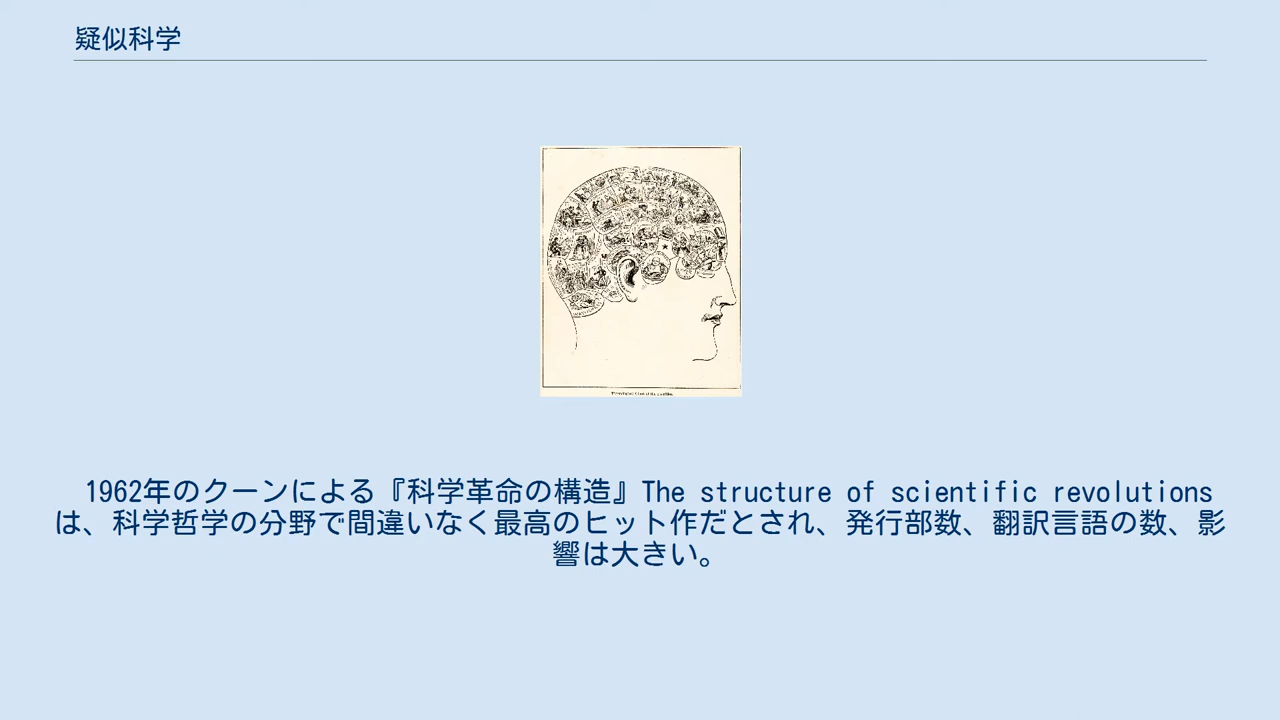 疑似科学
1962年のクーンによる『科学革命の構造』The structure of scientific revolutions
は、科学哲学の分野で間違いなく最高のヒット作だとされ、発行部数、翻訳言語の数、影
響は大きい。